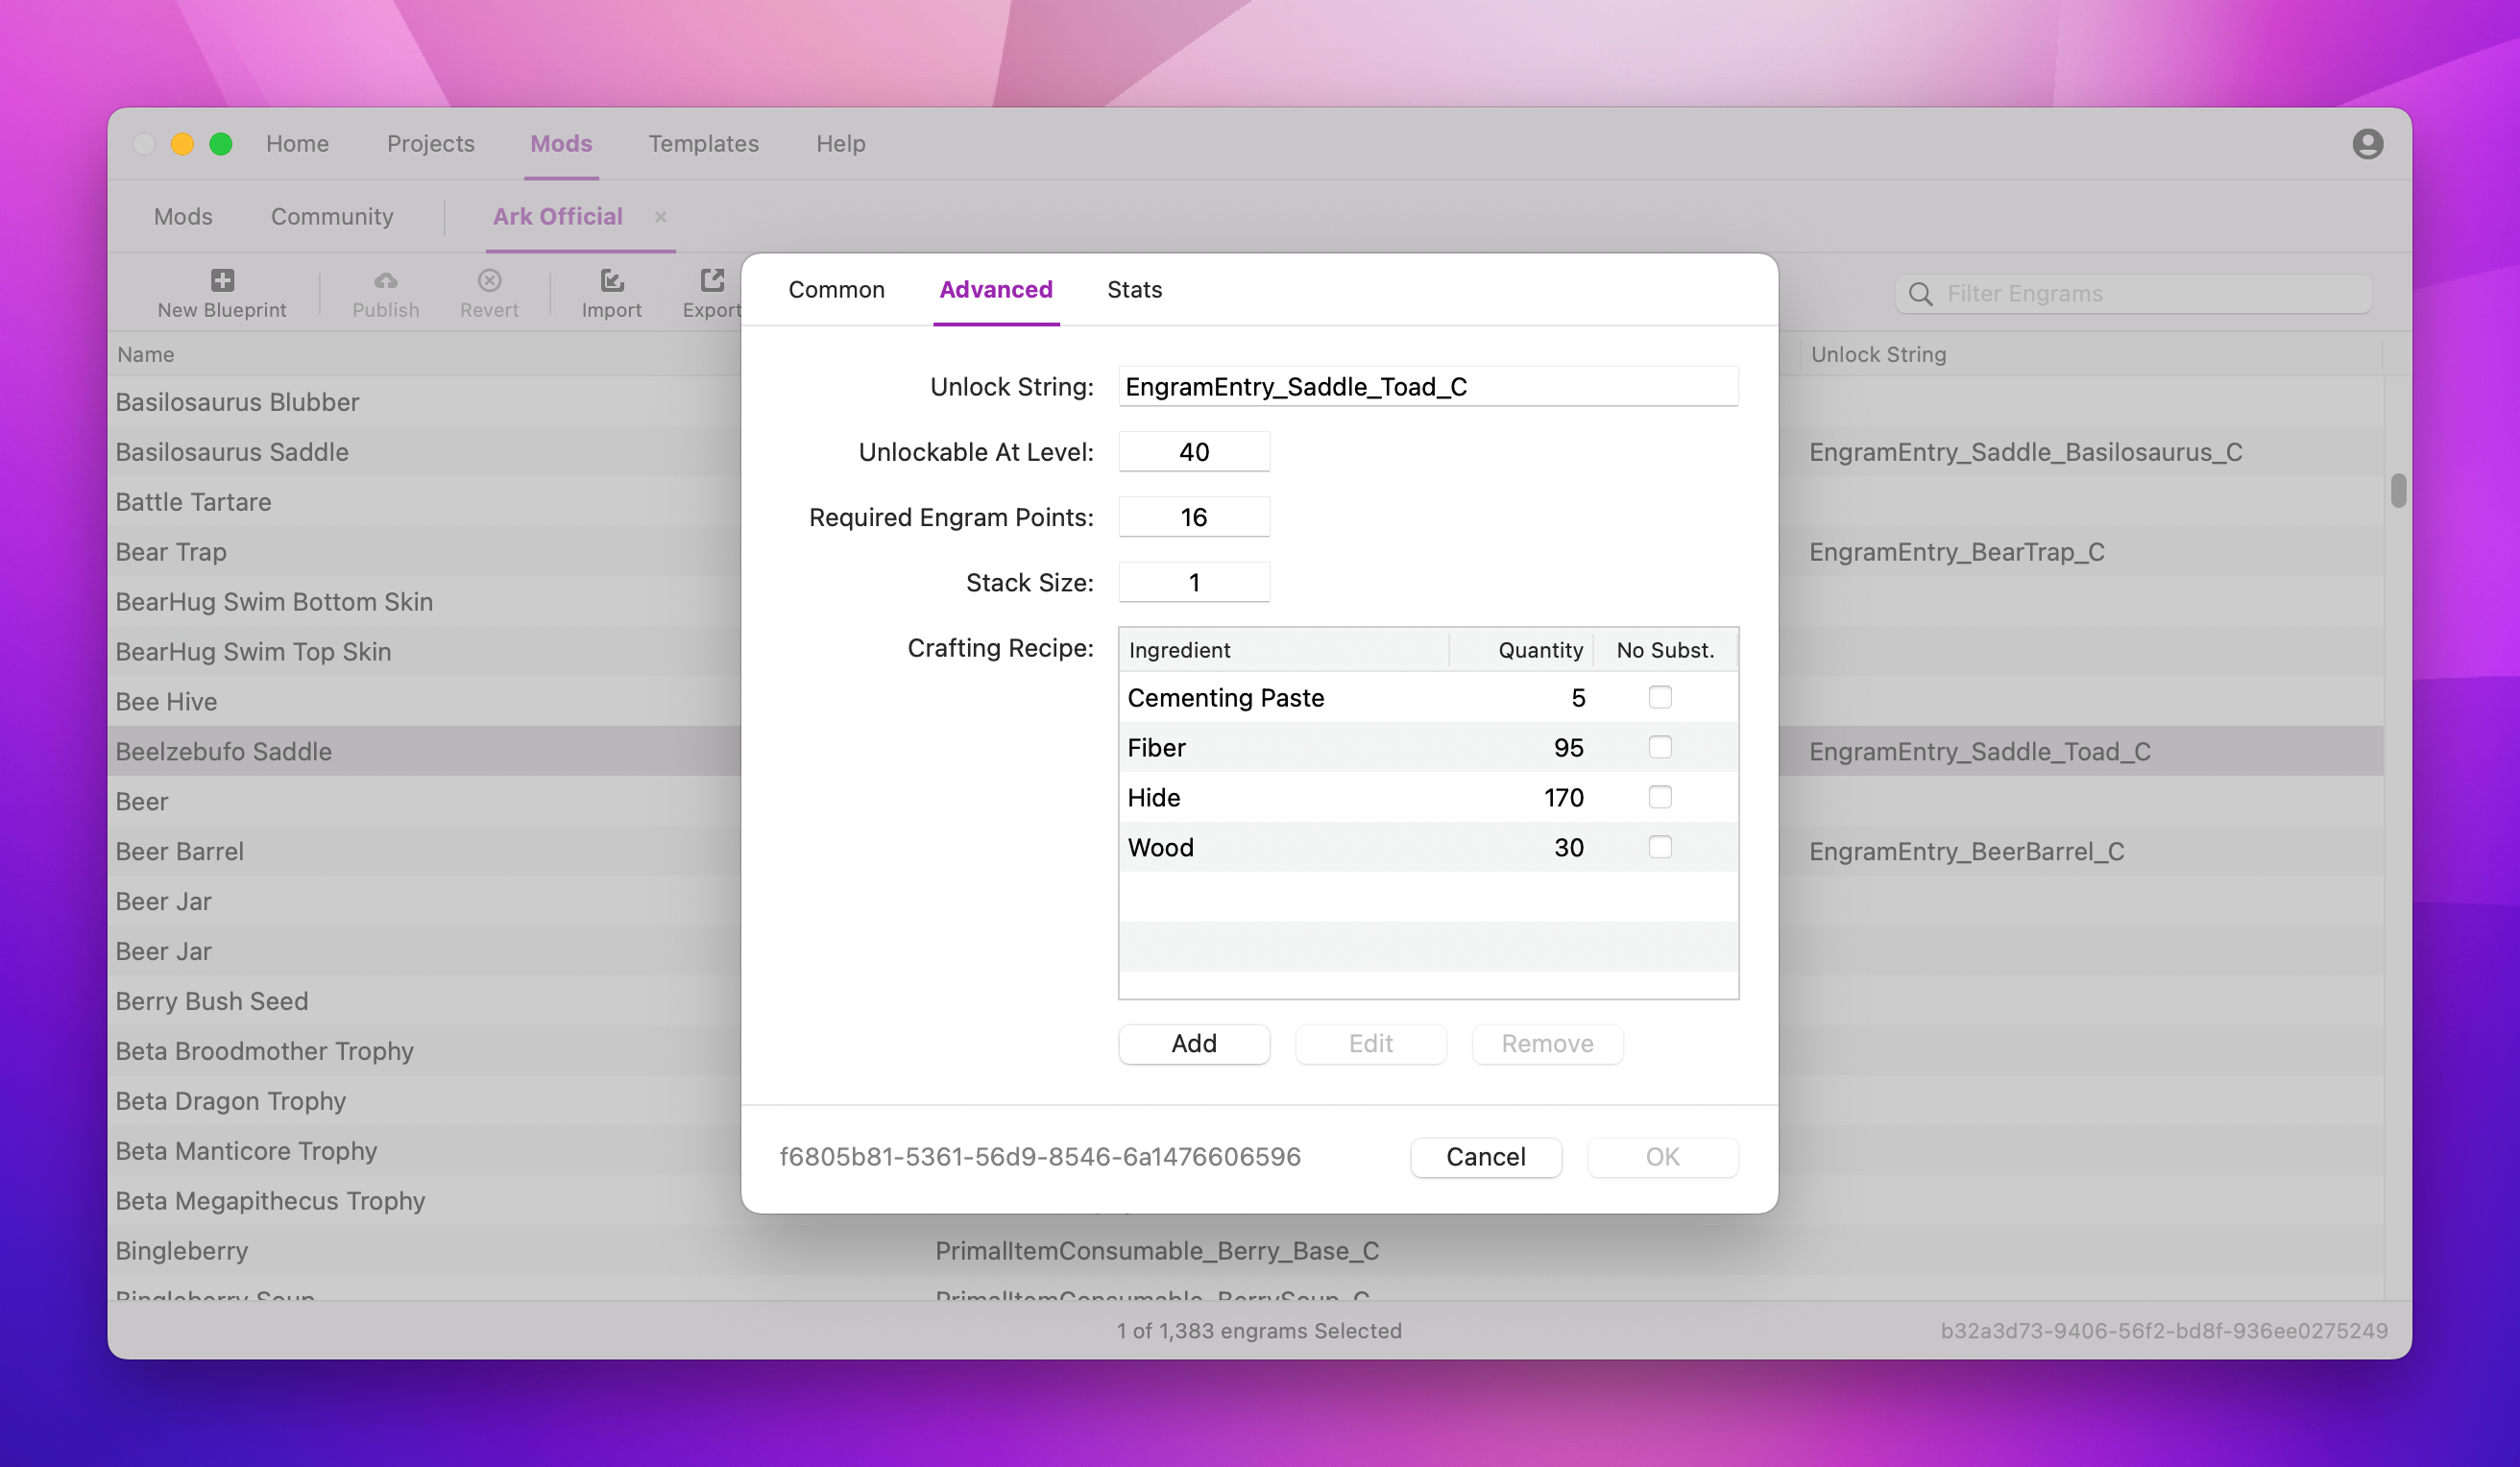 Home Projects Mods Templates Help
Mods Community Ark Official ×
New Blueprint Publish Revert Import Export
Filter Engrams
Name
Unlock String
Basilosaurus Blubber
Basilosaurus Saddle
EngramEntry_Saddle_Basilosaurus_C
Battle Tartare
Bear Trap
EngramEntry_BearTrap_C
BearHug Swim Bottom Skin
BearHug Swim Top Skin
Bee Hive
Beelzebufo Saddle
EngramEntry_Saddle_Toad_C
Beer
Beer Barrel
EngramEntry_BeerBarrel_C
Beer Jar
Beer Jar
Berry Bush Seed
Beta Broodmother Trophy
Beta Dragon Trophy
Beta Manticore Trophy
Beta Megapithecus Trophy
Bingleberry
PrimalItemConsumable_Berry_Base_C
Bingleberry Soup
PrimalItemConsumable_BerrySoup_C
Common Advanced Stats
Unlock String: EngramEntry_Saddle_Toad_C
Unlockable At Level: 40
Required Engram Points: 16
Stack Size: 1
Crafting Recipe:
Ingredient Quantity No Subst.
Cementing Paste 5
Fiber 95
Hide 170
Wood 30
Add Edit Remove
f6805b81-5361-56d9-8546-6a1476606596
Cancel OK
1 of 1,383 engrams Selected
b32a3d73-9406-56f2-bd8f-936ee0275249